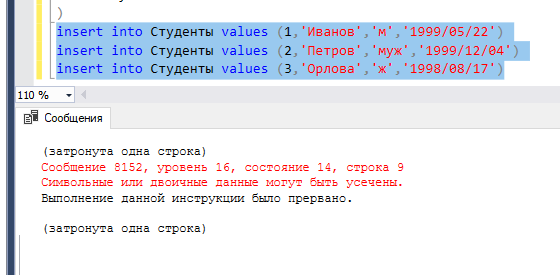 )
insert into Студенты values (1,'Иванов','м','1999/05/22')
insert into Студенты values (2,'Петров','муж','1999/12/04')
insert into Студенты values (3,'Орлова','ж','1998/08/17')
110 %
Сообщения
(затронута одна строка)
Сообщение 8152, уровень 16, состояние 14, строка 9
Символьные или двоичные данные могут быть усечены.
Выполнение данной инструкции было прервано.
(затронута одна строка)